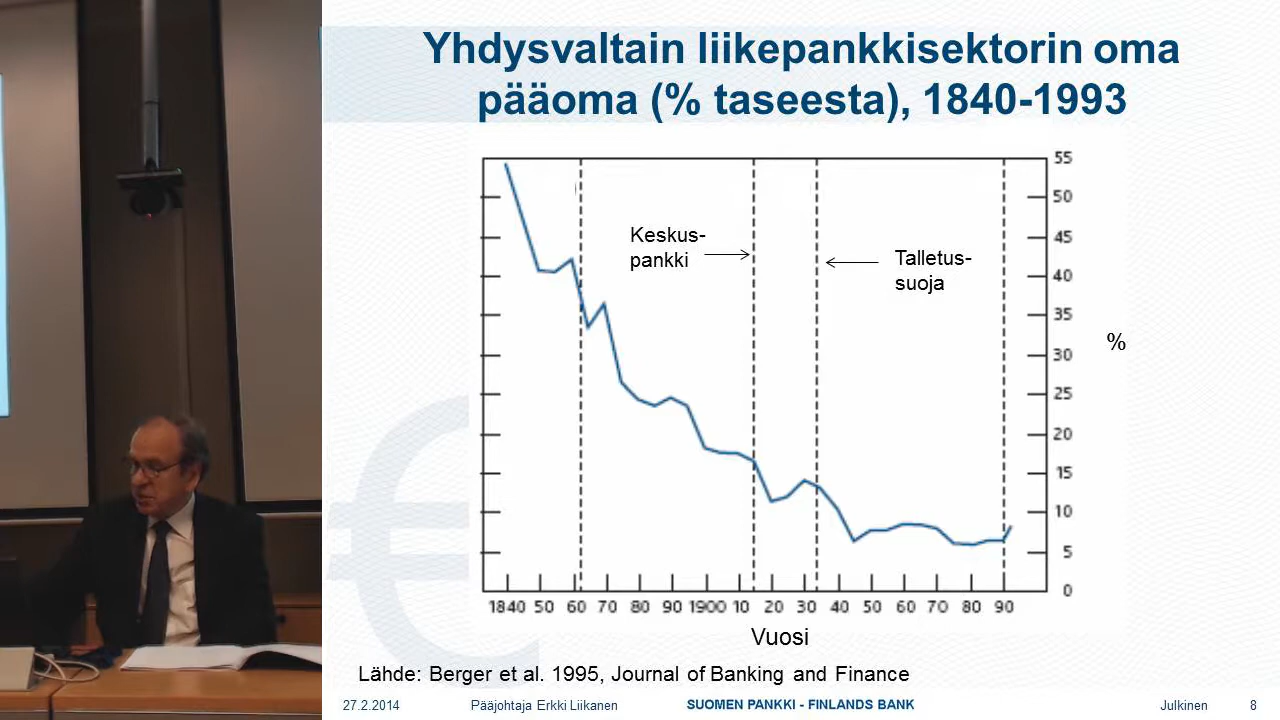 Yhdysvaltain liikepankkisektorin oma
pääoma (% taseesta), 1840-1993
55
50
45
40
35
30
25
20
15
10
5
0
%
Keskus-
pankki
Talletus-
suoja
1840 50 60 70 80 90 1900 10 20 30 40 50 60 70 80 90
Vuosi
Lähde: Berger et al. 1995, Journal of Banking and Finance
27.2.2014 Pääjohtaja Erkki Liikanen SUOMEN PANKKI - FINLANDS BANK Julkinen 8